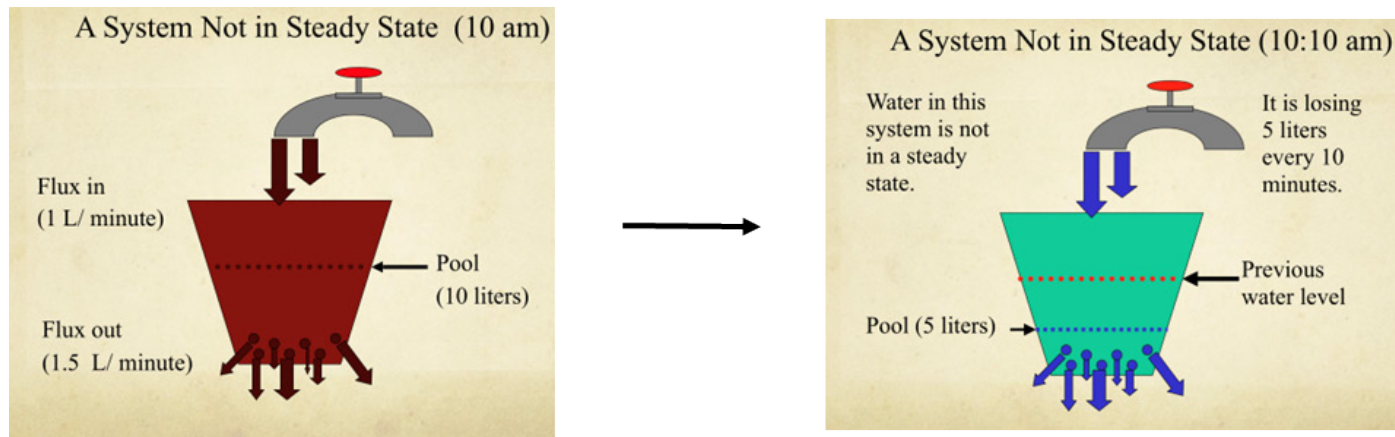 A System Not in Steady State (10 am)
Flux in
(1 L/ minute)
Pool
(10 liters)
Flux out
(1.5 L/ minute)
A System Not in Steady State (10:10 am)
Water in this
system is not
in a steady
state.
It is losing
5 liters
every 10
minutes.
Previous
water level
Pool (5 liters)